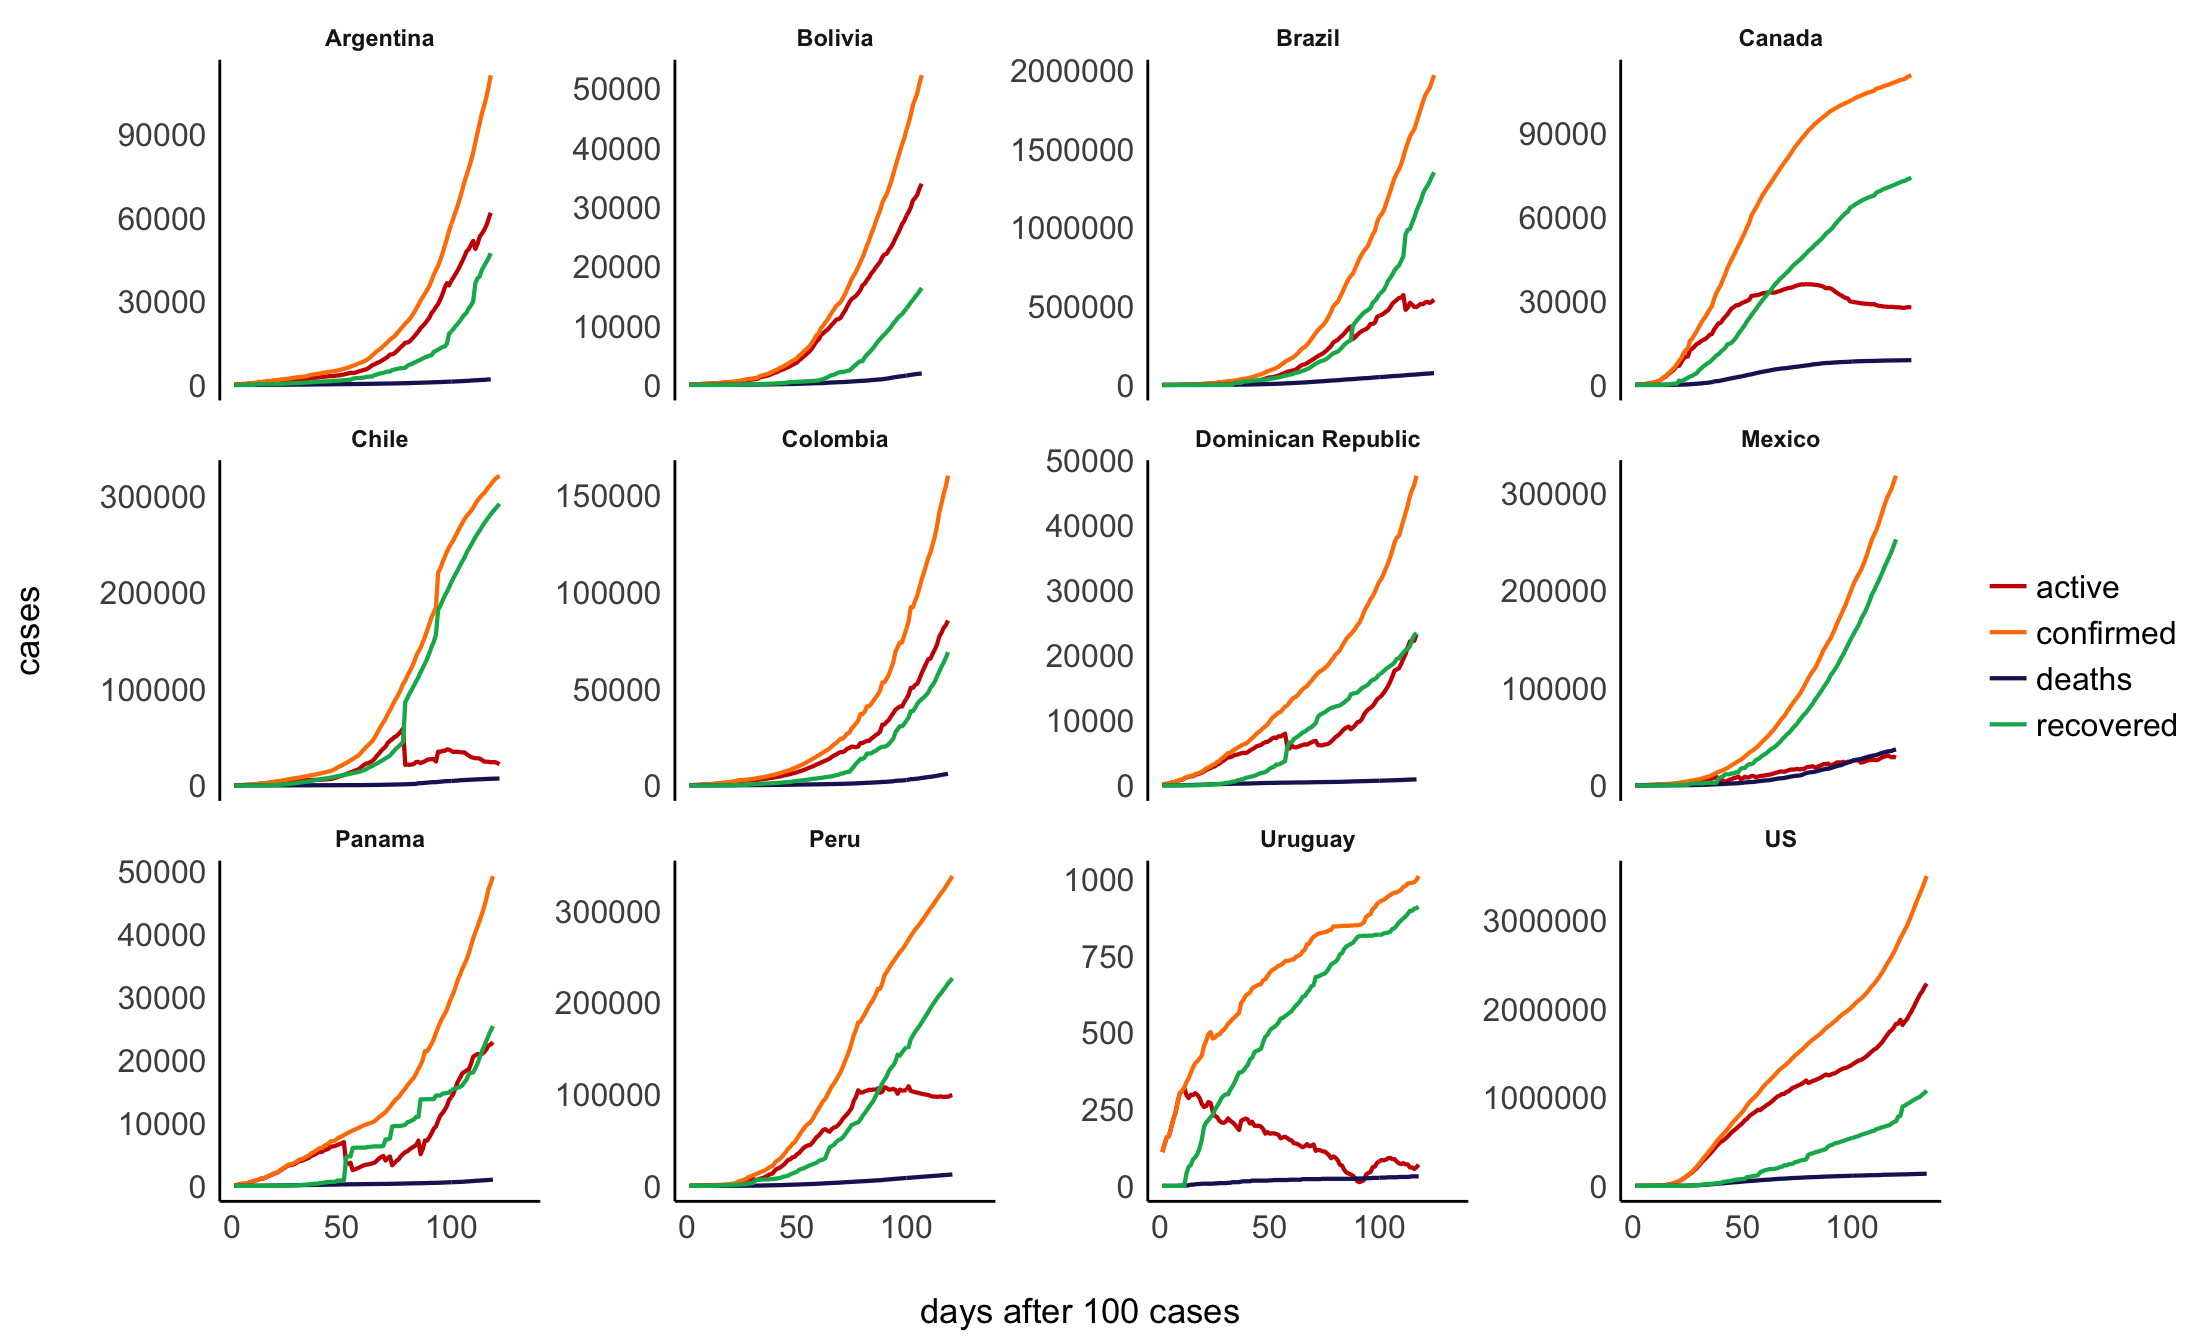 Argentina
Bolivia
Brazil
Canada
90000
60000
30000
0
50000
40000
30000
20000
10000
0
2000000
1500000
1000000
500000
0
90000
60000
30000
0
Chile
Colombia
Dominican Republic
Mexico
300000
200000
100000
0
150000
100000
50000
0
50000
40000
30000
20000
10000
0
300000
200000
100000
0
Panama
Peru
Uruguay
US
50000
40000
30000
20000
10000
0
300000
200000
100000
0
1000
750
500
250
0
3000000
2000000
1000000
0
0 50 100
0 50 100
0 50 100
0 50 100
days after 100 cases
cases
active
confirmed
deaths
recovered